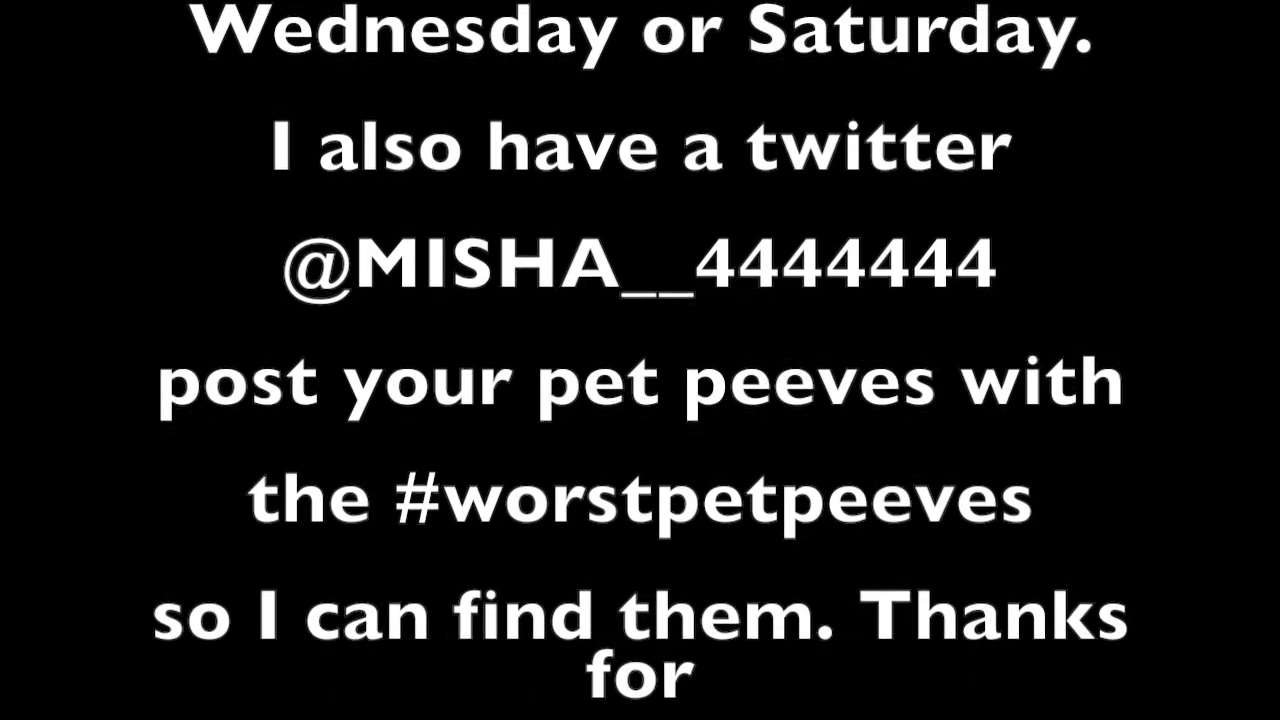 Wednesday or Saturday.
I also have a twitter
@MISHA__4444444
post your pet peeves with
the #worstpetpeeves
so I can find them. Thanks
for